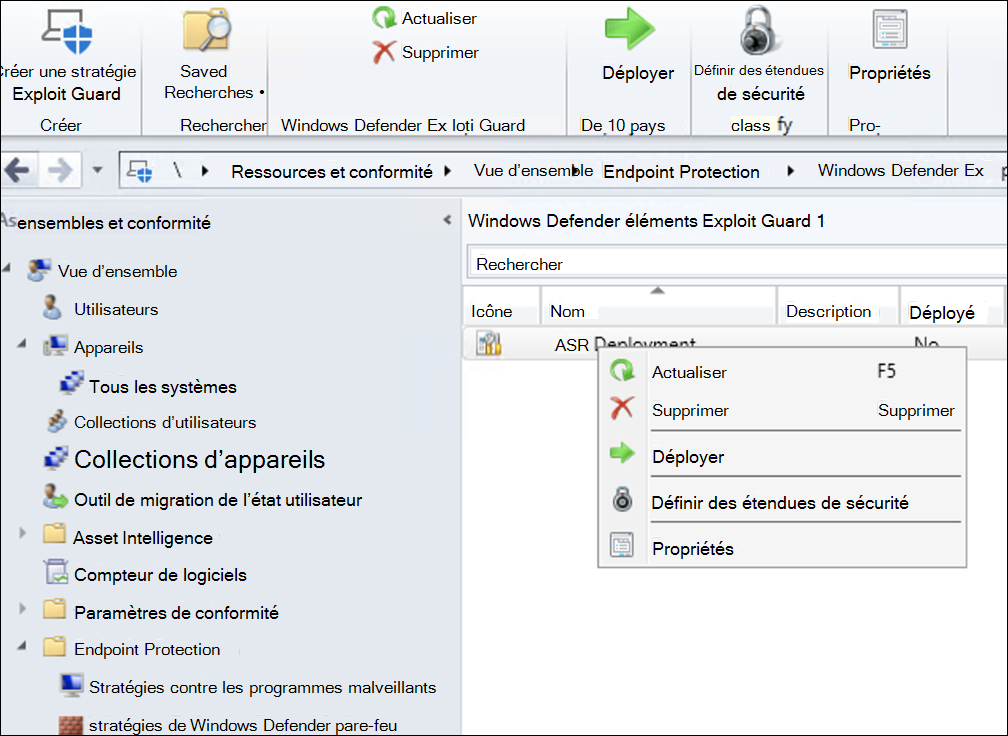 Créer une stratégie
Exploit Guard
Créer
Saved
Recherches •
Rechercher
Actualiser
Supprimer
Windows Defender Ex loţi Guard
Déployer
De 10 pays
Définir des étendues
de sécurité
class fy
Propriétés
Pro-
\ Ressources et conformité Vue d’ensemble Endpoint Protection Windows Defender Ex
ensembles et conformité
Vue d’ensemble
Utilisateurs
Appareils
Tous les systèmes
Collections d’utilisateurs
Collections d’appareils
Outil de migration de l’état utilisateur
Asset Intelligence
Compteur de logiciels
Paramètres de conformité
Endpoint Protection
Stratégies contre les programmes malveillants
stratégies de Windows Defender pare-feu
Windows Defender éléments Exploit Guard 1
Rechercher
Icône Nom Description Déployé
ASR Deployment No
Actualiser F5
Supprimer Supprimer
Déployer
Définir des étendues de sécurité
Propriétés